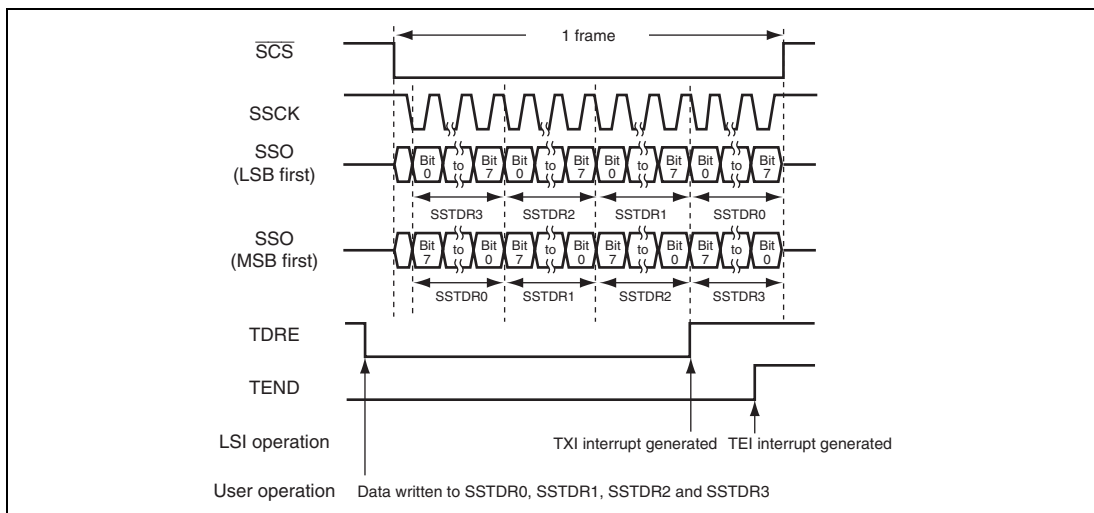 1 frame
SCS
SSCK
SSO
(LSB first)
Bit 0 to Bit 7 Bit 0 to Bit 7 Bit 0 to Bit 7 Bit 0 to Bit 7
SSTDR3 SSTDR2 SSTDR1 SSTDR0
SSO
(MSB first)
Bit 7 to Bit 0 Bit 7 to Bit 0 Bit 7 to Bit 0 Bit 7 to Bit 0
SSTDR0 SSTDR1 SSTDR2 SSTDR3
TDRE
TEND
LSI operation TXI interrupt generated TEI interrupt generated
User operation Data written to SSTDR0, SSTDR1, SSTDR2 and SSTDR3